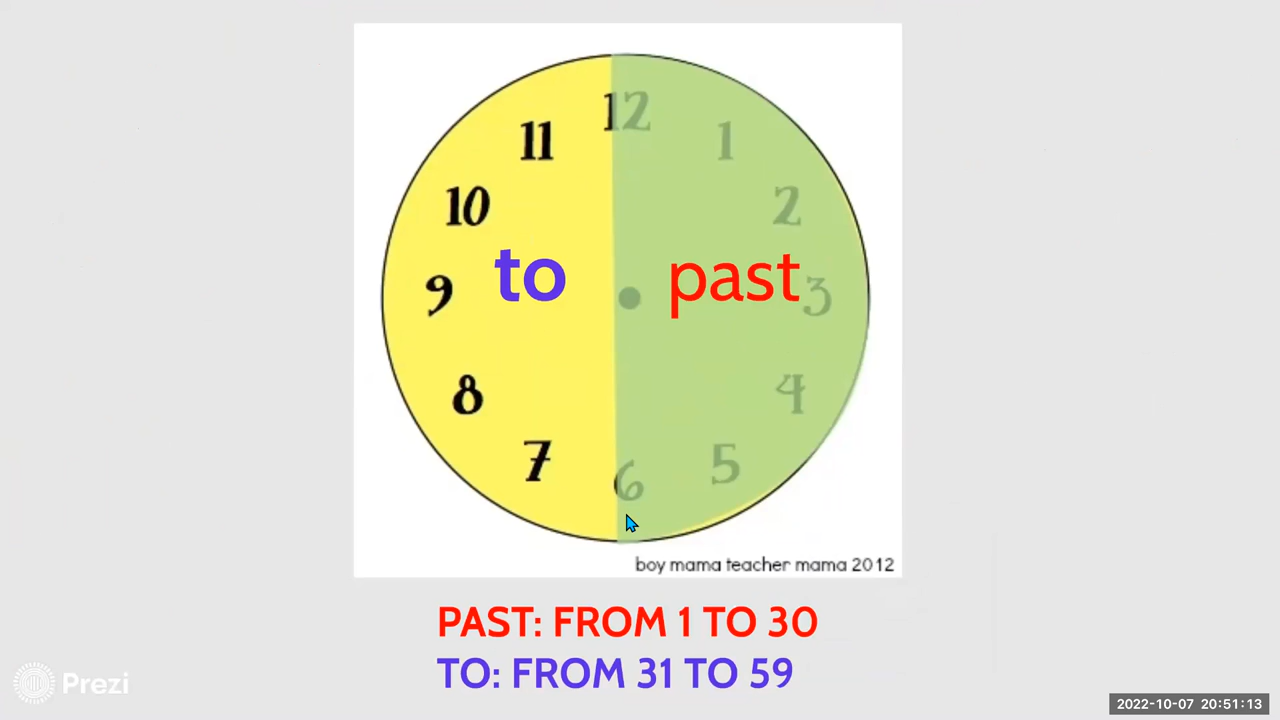 12
11
1
10
2
to
past
9
3
8
4
7
5
6
boy mama teacher mama 2012
PAST: FROM 1 TO 30
TO: FROM 31 TO 59
Prezi
2022-10-07 20:51:13